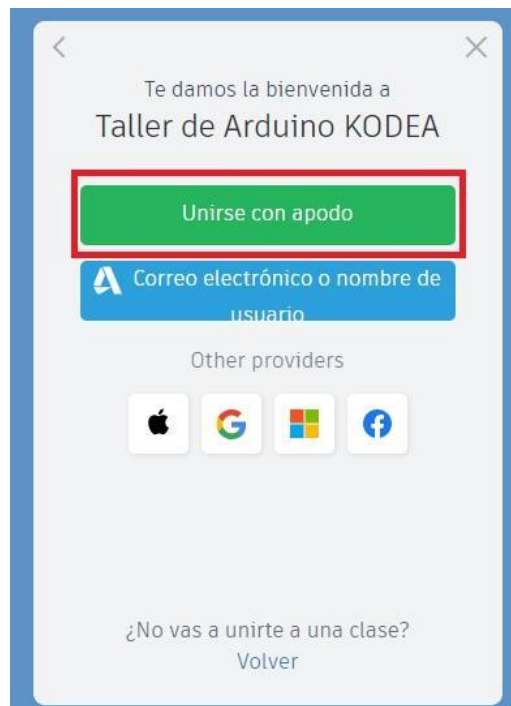 Te damos la bienvenida a
Taller de Arduino KODEA
Unirse con apodo
Correo electrónico o nombre de
usuario
Other providers
¿No vas a unirte a una clase?
Volver